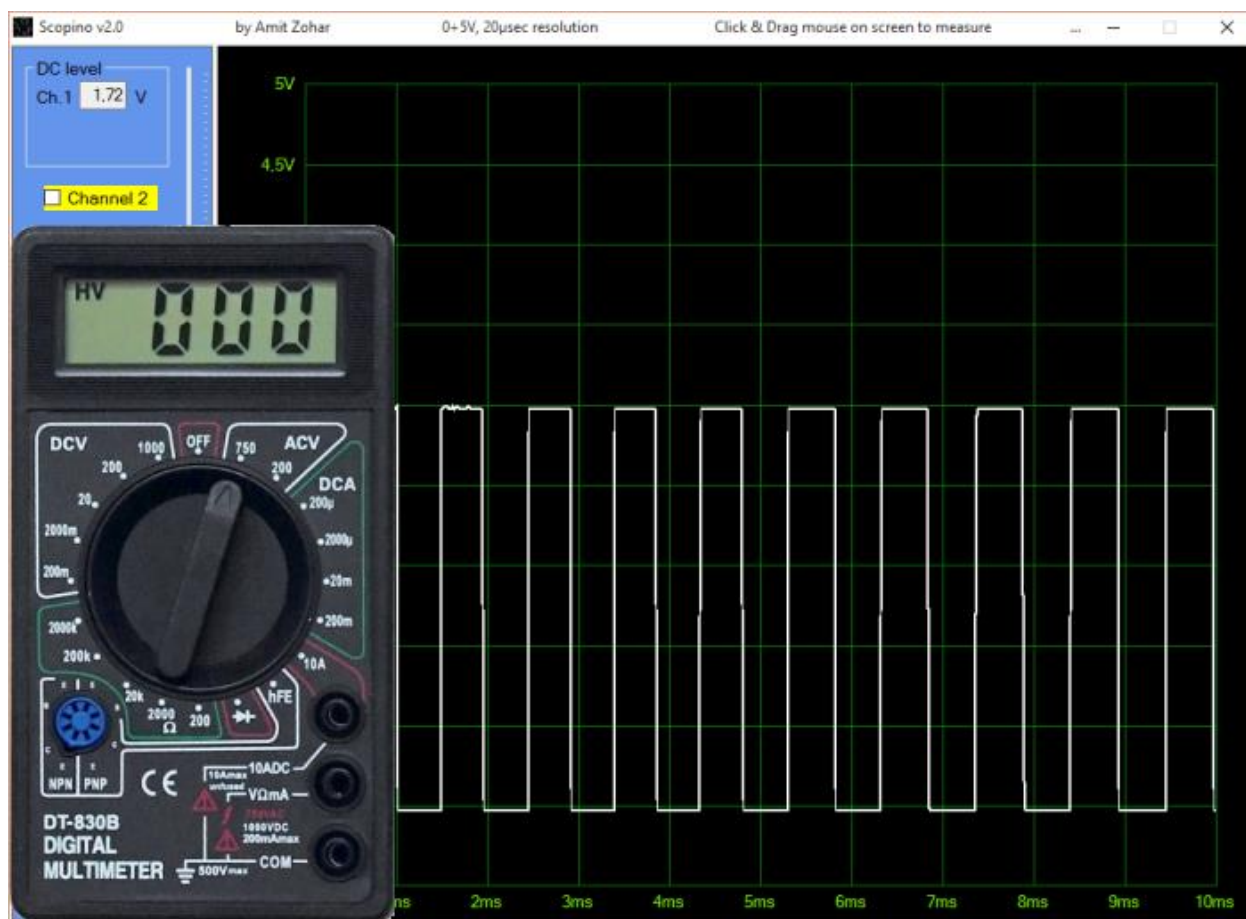 Scopino v2.0 by Amit Zohar 0+5V, 20µsec resolution Click & Drag mouse on screen to measure ...
DC level
Ch.1 1.72 V
Channel 2
5V
4.5V
HV 000
DCV 1000 OFF 750 ACV
200 200
DCA
20 200µ
2000m 2000µ
200m 20m
2000k 200m
200k 10A
20k 2000 Ω 200 hFE
NPN PNP
CE
10Amax
unfused
10ADC
VΩmA
750VAC
1000VDC
200mAmax
500Vmax COM
DT-830B
DIGITAL
MULTIMETER
2ms 3ms 4ms 5ms 6ms 7ms 8ms 9ms 10ms